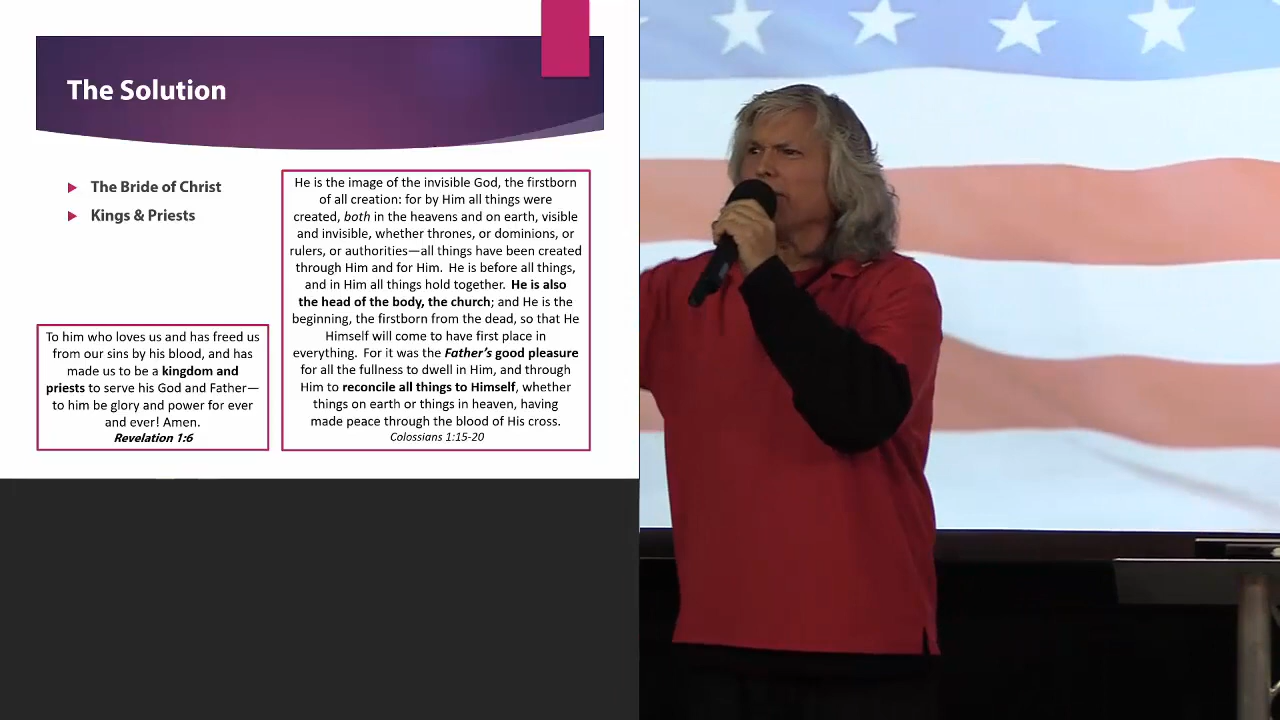 The Solution
The Bride of Christ
Kings & Priests
To him who loves us and has freed us
from our sins by his blood, and has
made us to be a kingdom and
priests to serve his God and Father—
to him be glory and power for ever
and ever! Amen.
Revelation 1:6
He is the image of the invisible God, the firstborn
of all creation: for by Him all things were
created, both in the heavens and on earth, visible
and invisible, whether thrones, or dominions, or
rulers, or authorities—all things have been created
through Him and for Him. He is before all things,
and in Him all things hold together. He is also
the head of the body, the church; and He is the
beginning, the firstborn from the dead, so that He
Himself will come to have first place in
everything. For it was the Father’s good pleasure
for all the fullness to dwell in Him, and through
Him to reconcile all things to Himself, whether
things on earth or things in heaven, having
made peace through the blood of His cross.
Colossians 1:15-20